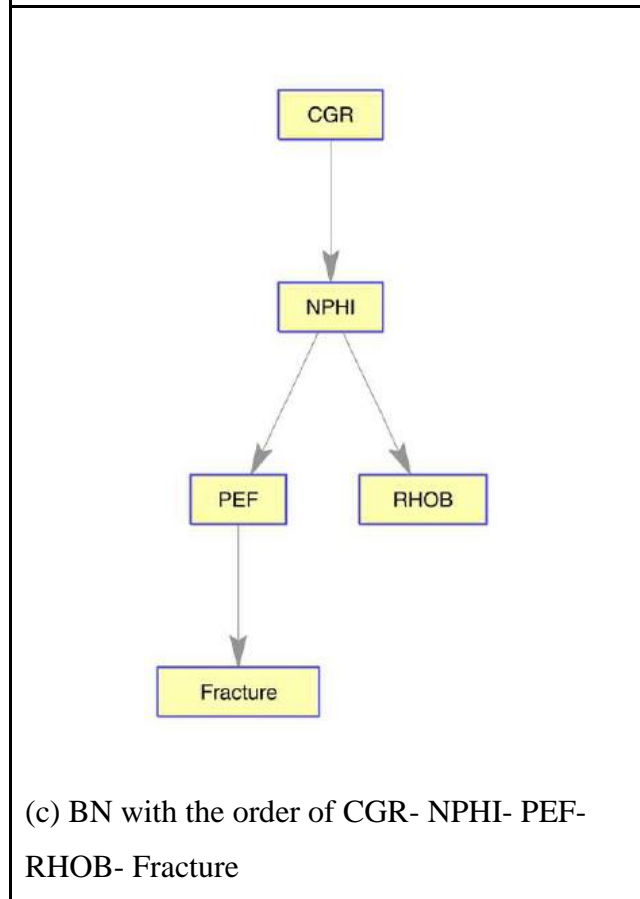 CGR
NPHI
PEF
RHOB
Fracture
(c) BN with the order of CGR- NPHI- PEF-
RHOB- Fracture